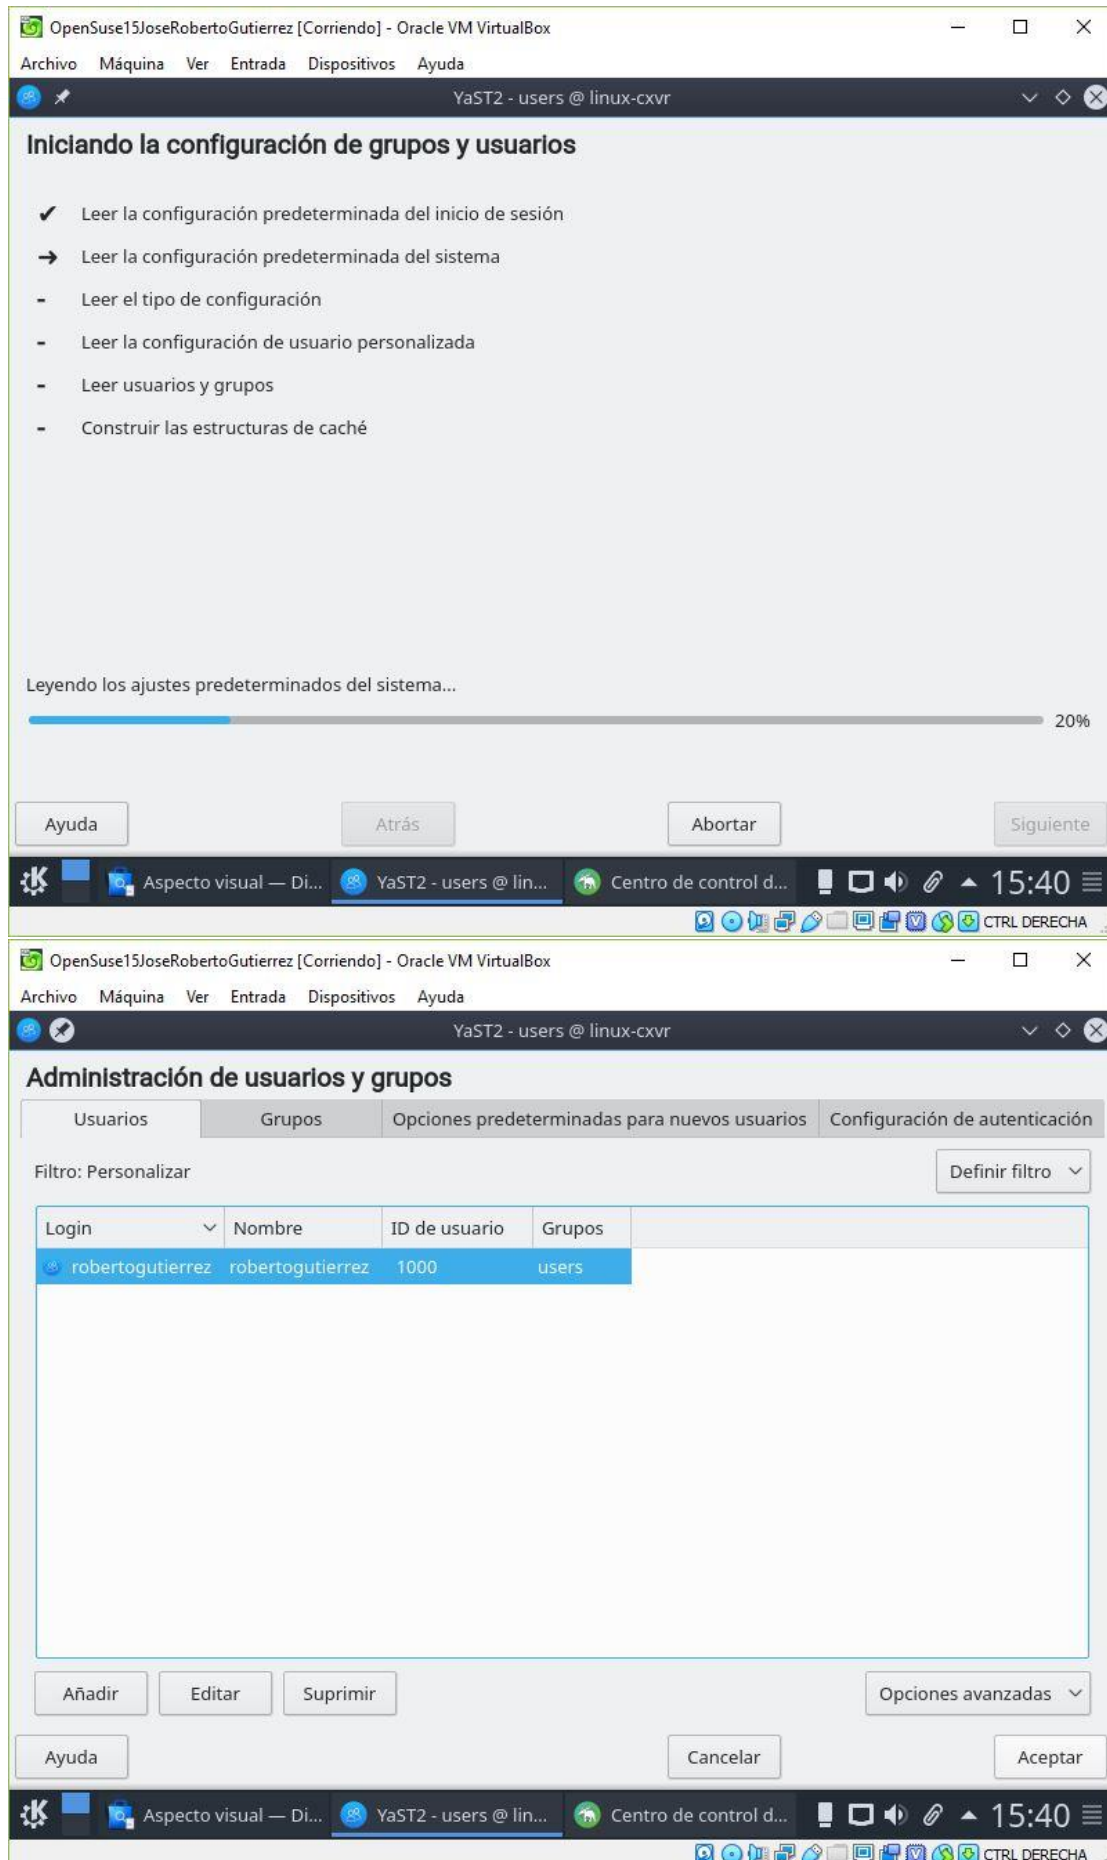 OpenSuse15JoseRobertoGutierrez [Corriendo] - Oracle VM VirtualBox
Archivo Máquina Ver Entrada Dispositivos Ayuda
YaST2 - users @ linux-cxvr
Iniciando la configuración de grupos y usuarios
✔ Leer la configuración predeterminada del inicio de sesión
➔ Leer la configuración predeterminada del sistema
- Leer el tipo de configuración
- Leer la configuración de usuario personalizada
- Leer usuarios y grupos
- Construir las estructuras de caché
Leyendo los ajustes predeterminados del sistema...
20%
Ayuda Atrás Abortar Siguiente
Aspecto visual — Di... YaST2 - users @ lin... Centro de control d... 15:40
CTRL DERECHA
OpenSuse15JoseRobertoGutierrez [Corriendo] - Oracle VM VirtualBox
Archivo Máquina Ver Entrada Dispositivos Ayuda
YaST2 - users @ linux-cxvr
Administración de usuarios y grupos
Usuarios Grupos Opciones predeterminadas para nuevos usuarios Configuración de autenticación
Filtro: Personalizar Definir filtro
Login Nombre ID de usuario Grupos
robertogutierrez robertogutierrez 1000 users
Añadir Editar Suprimir Opciones avanzadas
Ayuda Cancelar Aceptar
Aspecto visual — Di... YaST2 - users @ lin... Centro de control d... 15:40
CTRL DERECHA